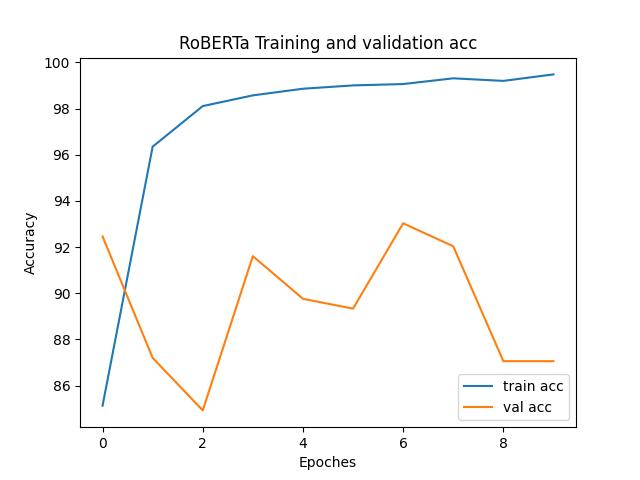 RoBERTa Training and validation acc
100
98
96
94
92
90
88
86
Accuracy
0
2
4
6
8
Epoches
train acc
val acc